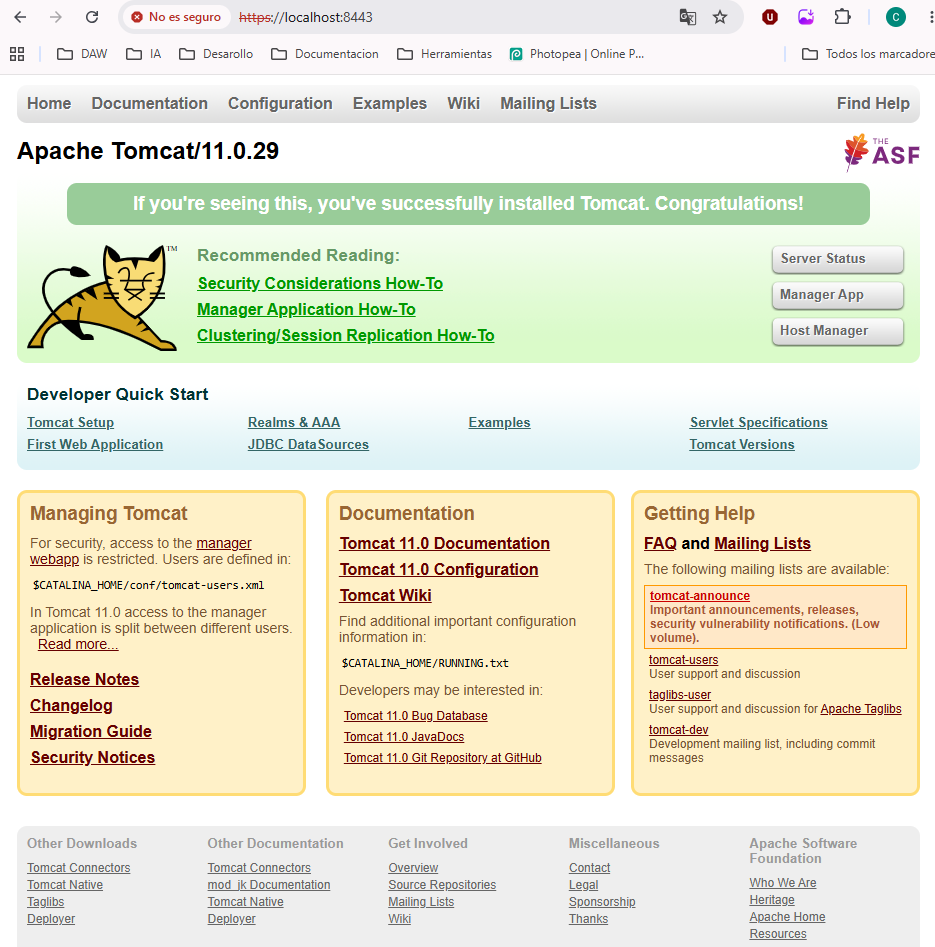 No es seguro https://localhost:8443
C
DAW IA Desarollo Documentacion Herramientas Photopea | Online P... Todos los marcadore
Home Documentation Configuration Examples Wiki Mailing Lists Find Help
Apache Tomcat/11.0.29
THE
ASF
If you're seeing this, you've successfully installed Tomcat. Congratulations!
TM
Recommended Reading:
Security Considerations How-To
Manager Application How-To
Clustering/Session Replication How-To
Server Status
Manager App
Host Manager
Developer Quick Start
Tomcat Setup
First Web Application
Realms & AAA
JDBC DataSources
Examples
Servlet Specifications
Tomcat Versions
Managing Tomcat
For security, access to the manager
webapp is restricted. Users are defined in:
$CATALINA_HOME/conf/tomcat-users.xml
In Tomcat 11.0 access to the manager
application is split between different users.
Read more...
Release Notes
Changelog
Migration Guide
Security Notices
Documentation
Tomcat 11.0 Documentation
Tomcat 11.0 Configuration
Tomcat Wiki
Find additional important configuration
information in:
$CATALINA_HOME/RUNNING.txt
Developers may be interested in:
Tomcat 11.0 Bug Database
Tomcat 11.0 JavaDocs
Tomcat 11.0 Git Repository at GitHub
Getting Help
FAQ and Mailing Lists
The following mailing lists are available:
tomcat-announce
Important announcements, releases,
security vulnerability notifications. (Low
volume).
tomcat-users
User support and discussion
taglibs-user
User support and discussion for Apache Taglibs
tomcat-dev
Development mailing list, including commit
messages
Other Downloads
Tomcat Connectors
Tomcat Native
Taglibs
Deployer
Other Documentation
Tomcat Connectors
mod_jk Documentation
Tomcat Native
Deployer
Get Involved
Overview
Source Repositories
Mailing Lists
Wiki
Miscellaneous
Contact
Legal
Sponsorship
Thanks
Apache Software
Foundation
Who We Are
Heritage
Apache Home
Resources